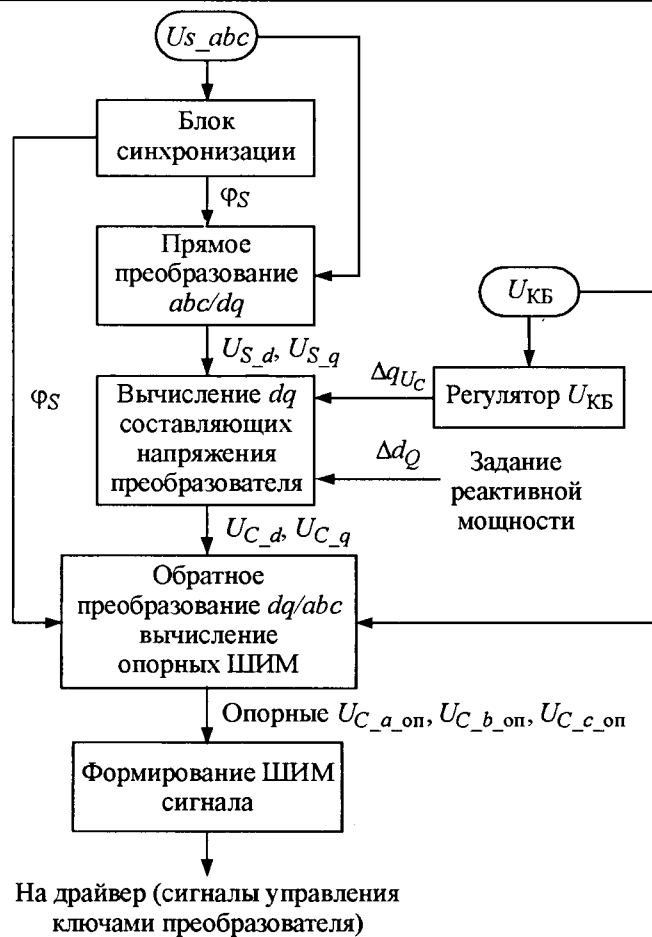 Us_abc
Блок
синхронизации
φS
Прямое
преобразование
abc/dq
UКБ
US_d, US_q
ΔqUC
φS
Вычисление dq
составляющих
напряжения
преобразователя
Регулятор UКБ
ΔdQ
Задание
реактивной
мощности
UC_d, UC_q
Обратное
преобразование dq/abc
вычисление
опорных ШИМ
Опорные UC_a_оп, UC_b_оп, UC_c_оп
Формирование ШИМ
сигнала
На драйвер (сигналы управления
ключами преобразователя)